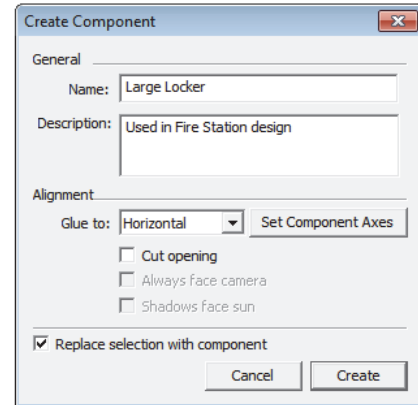 Create Component
General
Name: Large Locker
Description: Used in Fire Station design
Alignment
Glue to: Horizontal Set Component Axes
Cut opening
Always face camera
Shadows face sun
Replace selection with component
Cancel Create